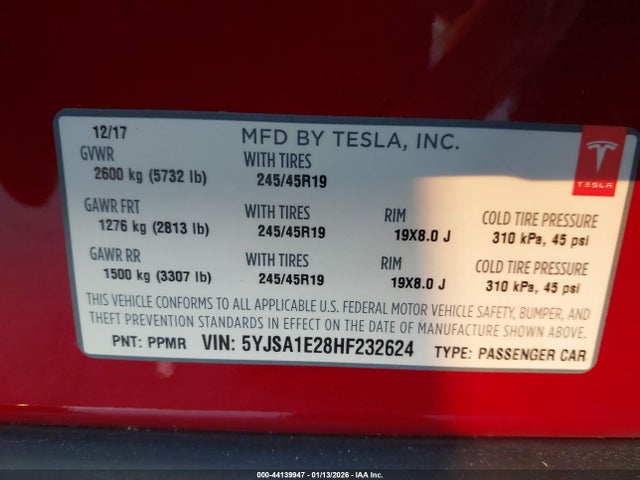 12/17 MFD BY TESLA, INC.
GVWR WITH TIRES
2600 kg (5732 lb) 245/45R19
TESLA
GAWR FRT WITH TIRES RIM COLD TIRE PRESSURE
1276 kg (2813 lb) 245/45R19 19X8.0 J 310 kPa, 45 psi
GAWR RR WITH TIRES RIM COLD TIRE PRESSURE
1500 kg (3307 lb) 245/45R19 19X8.0 J 310 kPa, 45 psi
THIS VEHICLE CONFORMS TO ALL APPLICABLE U.S. FEDERAL MOTOR VEHICLE SAFETY, BUMPER, AND
THEFT PREVENTION STANDARDS IN EFFECT ON THE DATE OF MANUFACTURE SHOWN ABOVE.
PNT: PPMR VIN: 5YJSA1E28HF232624 TYPE: PASSENGER CAR
000-44139947 - 01/13/2026 - IAA Inc.